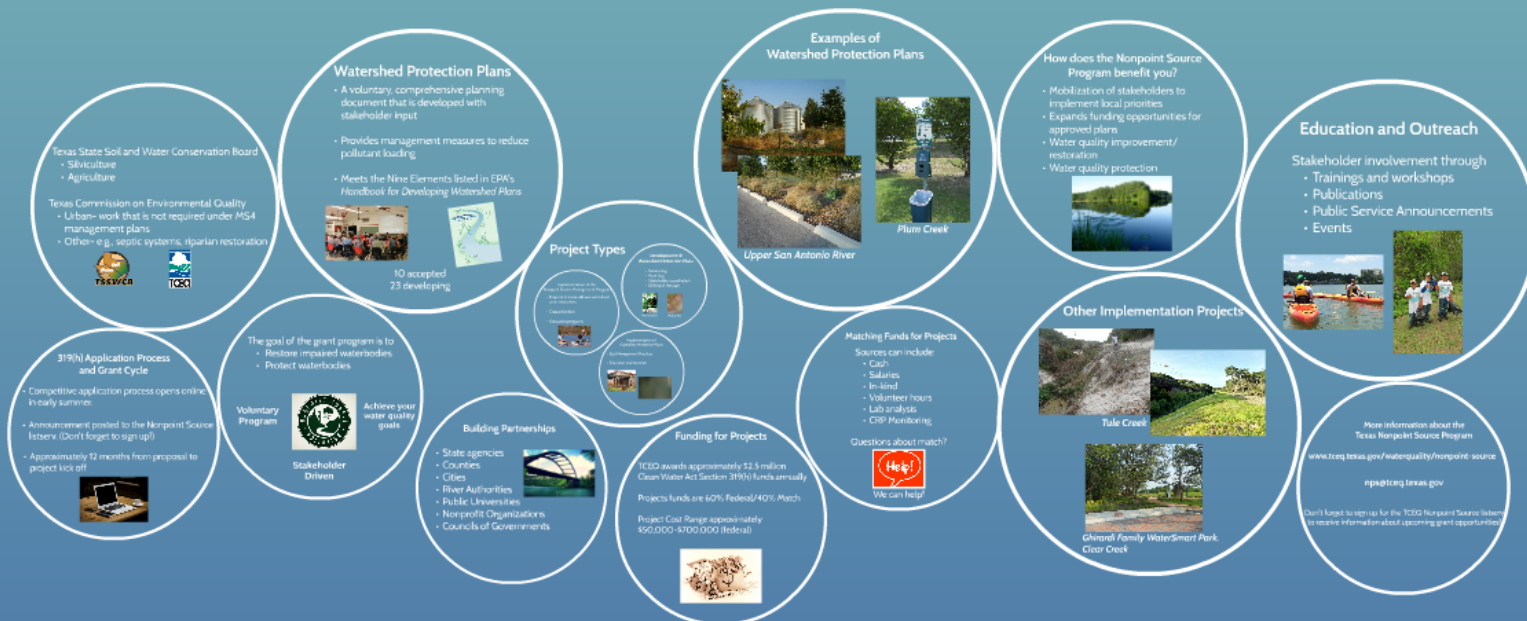 Texas State Soil and Water Conservation Board
• Silviculture
• Agriculture
Texas Commission on Environmental Quality
• Urban- work that is not required under MS4
management plans
• Other- e.g., septic systems, riparian restoration
TSSWCB
TCEQ
Watershed Protection Plans
• A voluntary, comprehensive planning
document that is developed with
stakeholder input
• Provides management measures to reduce
pollutant loading
• Meets the Nine Elements listed in EPA's
Handbook for Developing Watershed Plans
10 accepted
23 developing
Project Types
Examples of
Watershed Protection Plans
Upper San Antonio River
Plum Creek
How does the Nonpoint Source
Program benefit you?
• Mobilization of stakeholders to
implement local priorities
• Expands funding opportunities for
approved plans
• Water quality improvement/
restoration
• Water quality protection
Education and Outreach
Stakeholder involvement through
• Trainings and workshops
• Publications
• Public Service Announcements
• Events
319(h) Application Process
and Grant Cycle
• Competitive application process opens online
in early summer.
• Announcement posted to the Nonpoint Source
listserv. (Don't forget to sign up!)
• Approximately 12 months from proposal to
project kick off
The goal of the grant program is to
• Restore impaired waterbodies
• Protect waterbodies
Voluntary
Program
Achieve your
water quality
goals
Stakeholder
Driven
Building Partnerships
• State agencies
• Counties
• Cities
• River Authorities
• Public Universities
• Nonprofit Organizations
• Councils of Governments
Funding for Projects
TCEQ awards approximately $2.5 million
Clean Water Act Section 319(h) funds annually
Projects funds are 60% Federal/40% Match
Project Cost Range approximately
$50,000-$700,000 (federal)
Matching Funds for Projects
Sources can include:
• Cash
• Salaries
• In-kind
• Volunteer hours
• Lab analysis
• CRP Monitoring
Questions about match?
Help!
We can help!
Other Implementation Projects
Tule Creek
Ghirardi Family WaterSmart Park,
Clear Creek
More information about the
Texas Nonpoint Source Program
www.tceq.texas.gov/waterquality/nonpoint-source
nps@tceq.texas.gov
Don't forget to sign up for the TCEQ Nonpoint Source listserv
to receive information about upcoming grant opportunities!